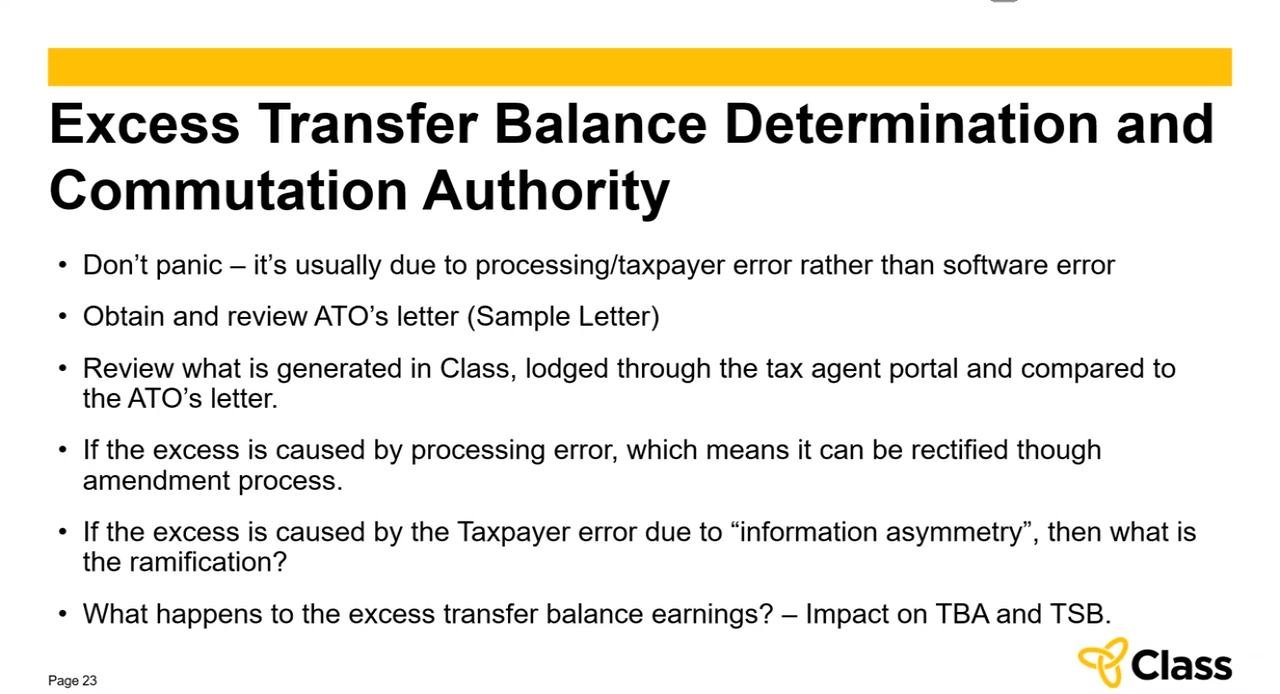 Excess Transfer Balance Determination and
Commutation Authority
• Don’t panic – it’s usually due to processing/taxpayer error rather than software error
• Obtain and review ATO’s letter (Sample Letter)
• Review what is generated in Class, lodged through the tax agent portal and compared to
the ATO’s letter.
• If the excess is caused by processing error, which means it can be rectified though
amendment process.
• If the excess is caused by the Taxpayer error due to “information asymmetry”, then what is
the ramification?
• What happens to the excess transfer balance earnings? – Impact on TBA and TSB.
Class
Page 23